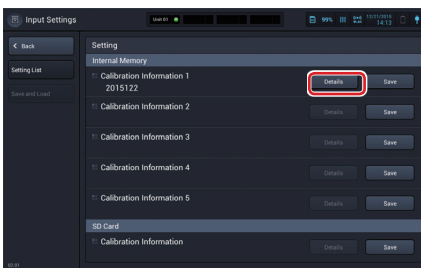 Input Settings
Unit 01
99%
12/21/2015
14:13
Back
Setting List
Save and Load
Setting
Internal Memory
Calibration Information 1
2015122
Details
Save
Calibration Information 2
Details
Save
Calibration Information 3
Details
Save
Calibration Information 4
Details
Save
Calibration Information 5
Details
Save
SD Card
Calibration Information
Details
Save